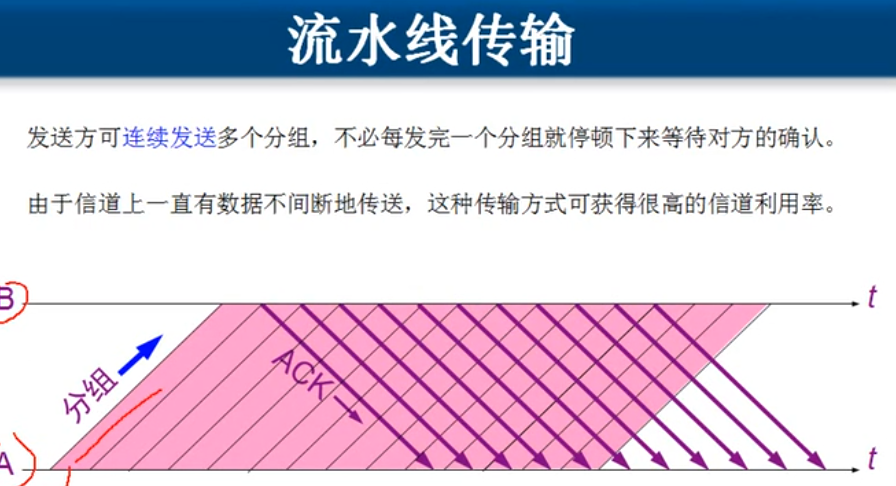 流水线传输
发送方可连续发送多个分组，不必每发完一个分组就停顿下来等待对方的确认。
由于信道上一直有数据不间断地传送，这种传输方式可获得很高的信道利用率。
B
t
分组
ACK
A
t